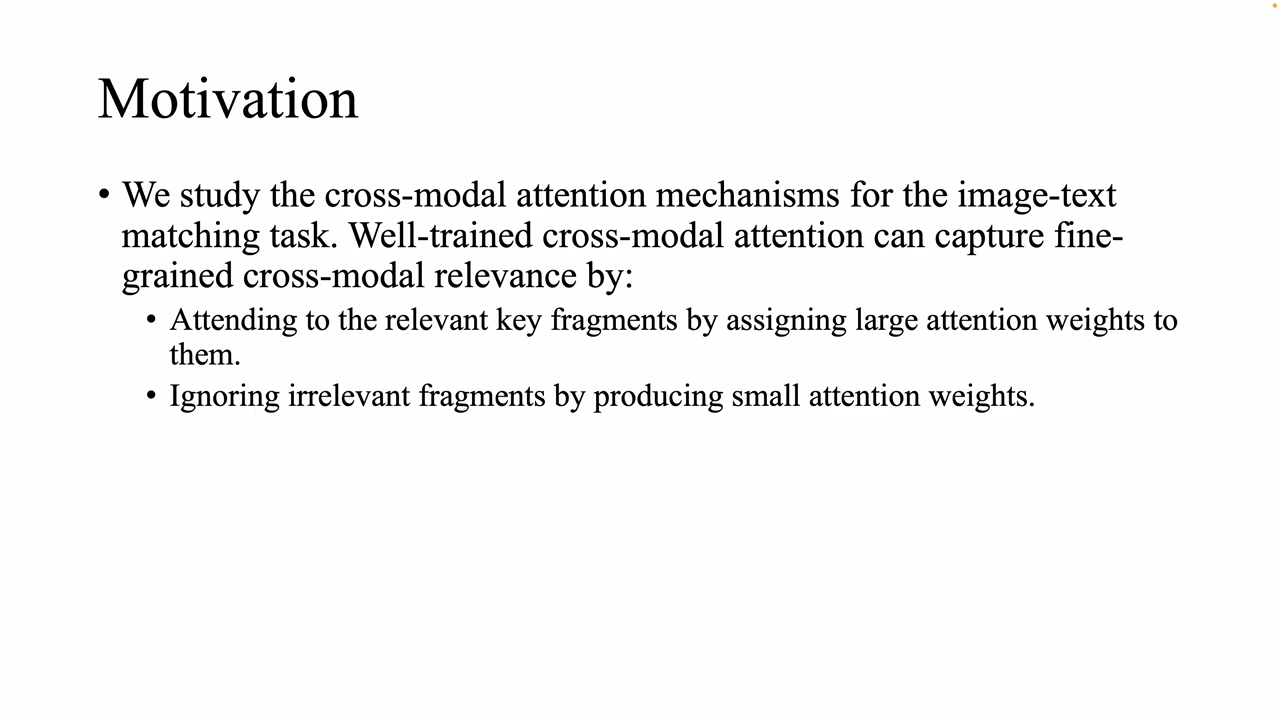 Motivation
• We study the cross-modal attention mechanisms for the image-text
matching task. Well-trained cross-modal attention can capture fine-
grained cross-modal relevance by:
• Attending to the relevant key fragments by assigning large attention weights to
them.
• Ignoring irrelevant fragments by producing small attention weights.